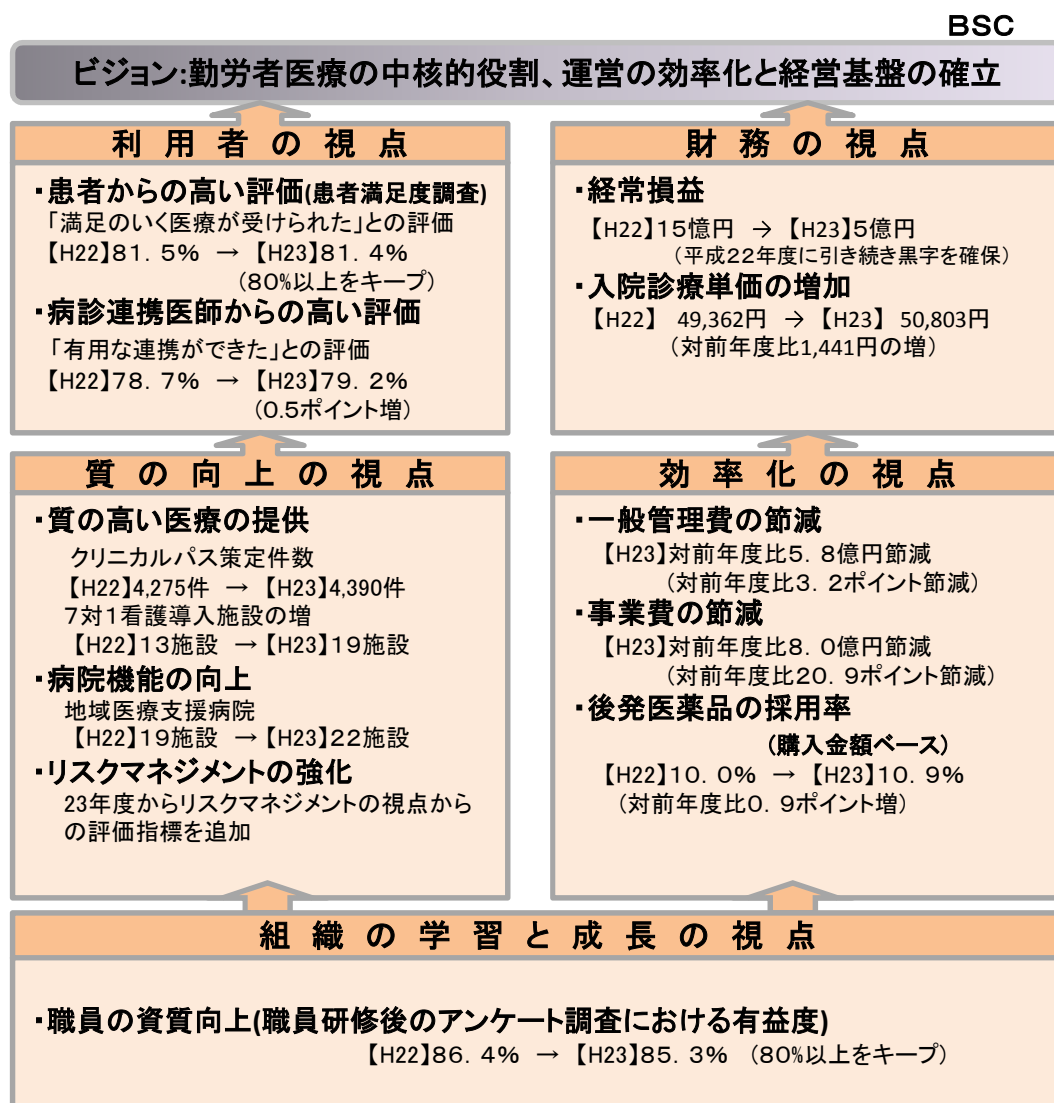 BSC
ビジョン:勤労者医療の中核的役割、運営の効率化と経営基盤の確立
利用者の視点
・患者からの高い評価(患者満足度調査)
「満足のいく医療が受けられた」との評価
【H22】81．5% → 【H23】81．4%
(80%以上をキープ)
・病診連携医師からの高い評価
「有用な連携ができた」との評価
【H22】78．7% → 【H23】79．2%
(0.5ポイント増)
財務の視点
・経常損益
【H22】15憶円 → 【H23】5億円
(平成22年度に引き続き黒字を確保)
・入院診療単価の増加
【H22】 49,362円 → 【H23】 50,803円
(対前年度比1,441円の増)
質の向上の視点
・質の高い医療の提供
クリニカルパス策定件数
【H22】4,275件 → 【H23】4,390件
7対1看護導入施設の増
【H22】13施設 → 【H23】19施設
・病院機能の向上
地域医療支援病院
【H22】19施設 → 【H23】22施設
・リスクマネジメントの強化
23年度からリスクマネジメントの視点から
の評価指標を追加
効率化の視点
・一般管理費の節減
【H23】対前年度比5．8億円節減
(対前年度比3．2ポイント節減)
・事業費の節減
【H23】対前年度比8．0億円節減
(対前年度比20．9ポイント節減)
・後発医薬品の採用率
(購入金額ベース)
【H22】10．0% → 【H23】10．9%
(対前年度比0．9ポイント増)
組織の学習と成長の視点
・職員の資質向上(職員研修後のアンケート調査における有益度)
【H22】86．4% → 【H23】85．3% (80%以上をキープ)